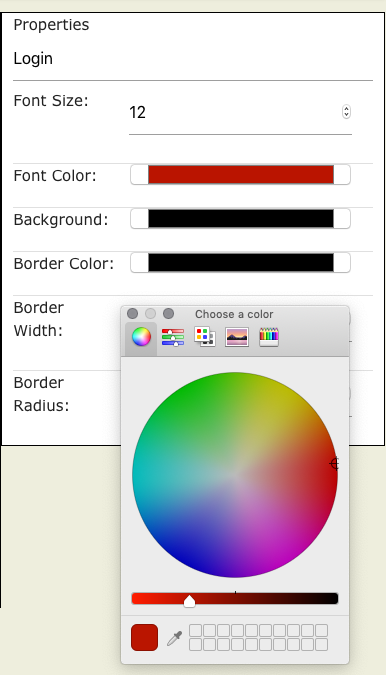 Properties
Login
Font Size:
12
Font Color:
Background:
Border Color:
Border
Width:
Choose a color
Border
Radius: